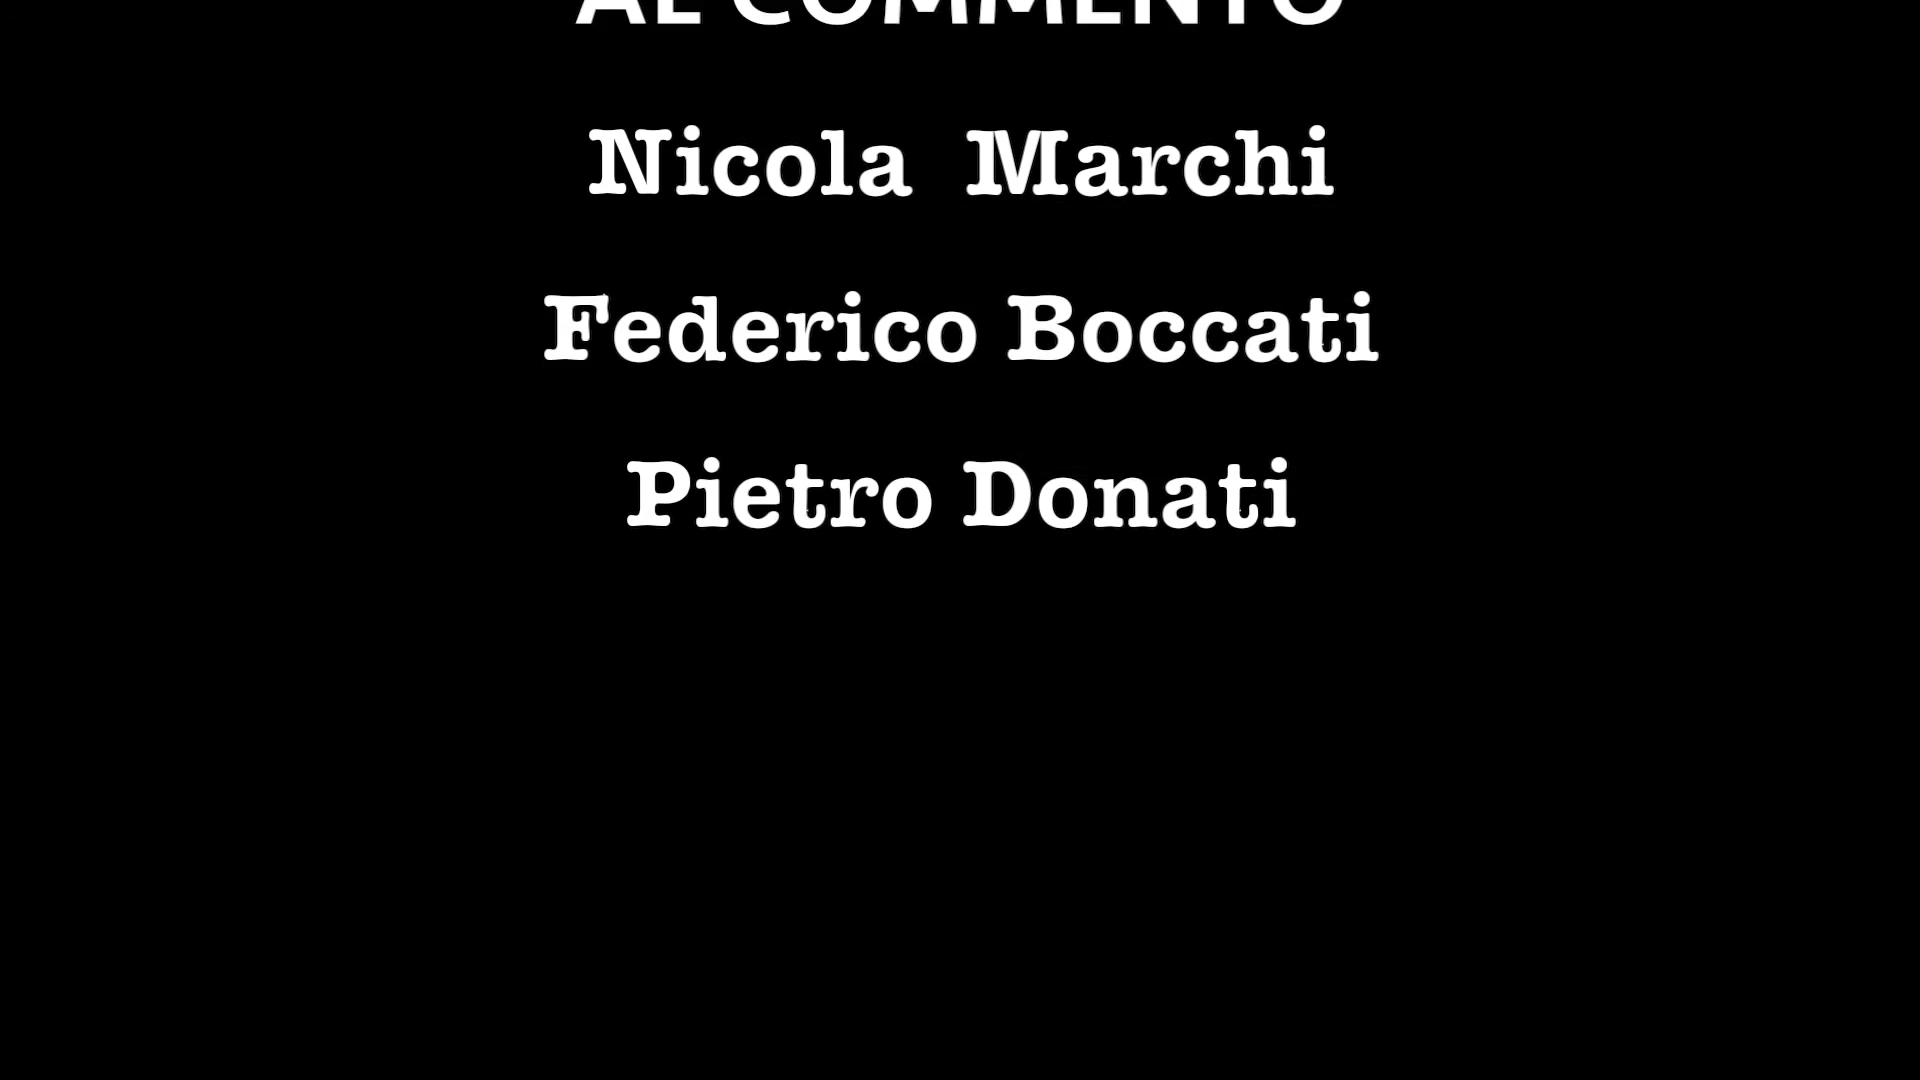 AL COMMENTO
Nicola Marchi
Federico Boccati
Pietro Donati